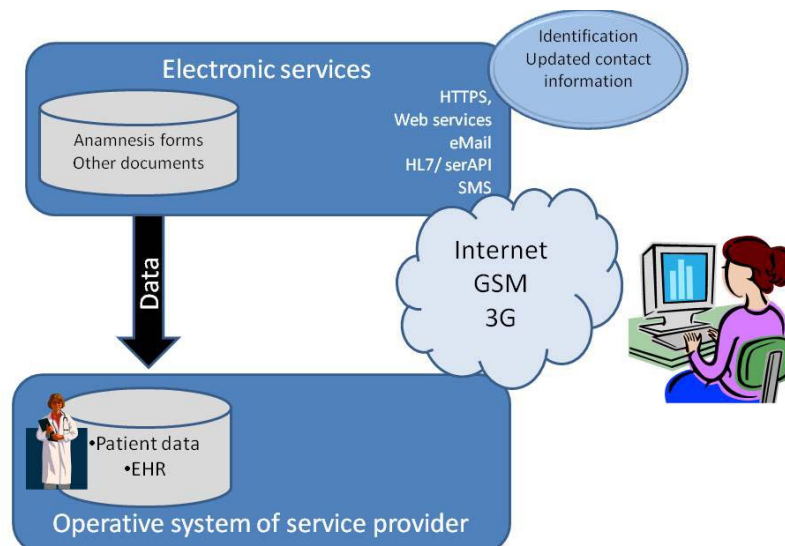 Identification
Updated contact
information
Electronic services
HTTPS,
Web services
eMail
HL7/ serAPI
SMS
Anamnesis forms
Other documents
Internet
GSM
3G
Data
•Patient data
•EHR
Operative system of service provider